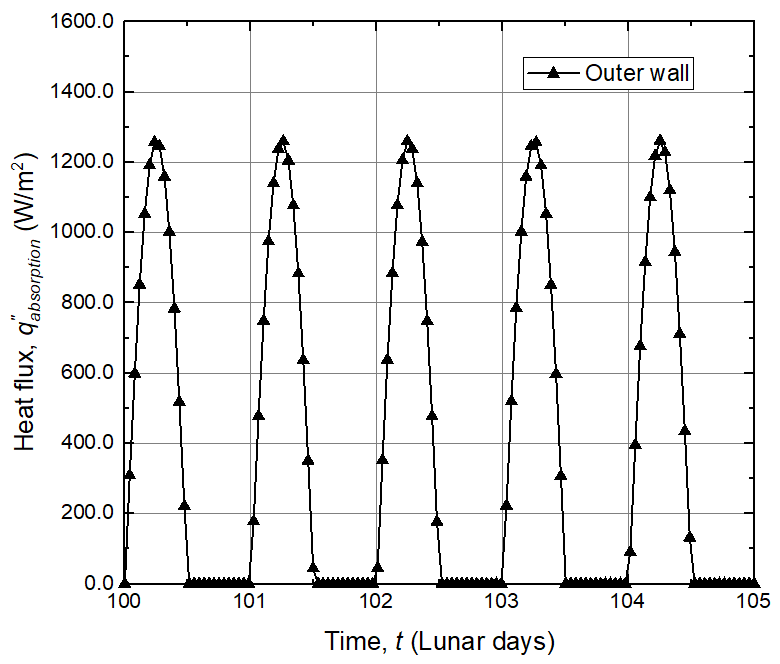 1600.0
1400.0
1200.0
1000.0
800.0
600.0
400.0
200.0
0.0
Heat flux, q"absorption (W/m2)
Outer wall
100 101 102 103 104 105
Time, t (Lunar days)